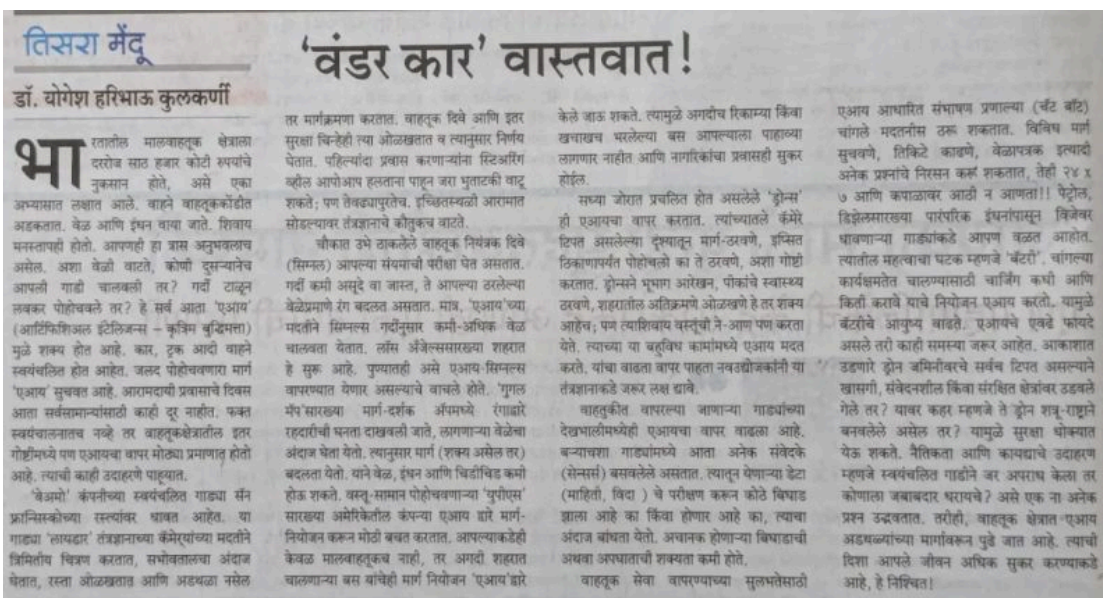 तिसरा मेंदू
'वंडर कार' वास्तवात!
डॉ. योगेश हरिभाऊ कुलकर्णी
भारतातील मालवाहतूक क्षेत्राला
दररोज साठ हजार कोटी रुपयांचे
नुकसान होते, असे एका
अभ्यासात लक्षात आले. वाहने वाहतूककोंडीत
अडकतात. वेळ आणि इंधन वाया जाते. शिवाय
मनस्तापही होतो. आपणही हा त्रास अनुभवलाच
असेल. अशा वेळी वाटते, कोणी दुसऱ्यानेच
आपली गाडी चालवली तर? गर्दी टाळून
लवकर पोहोचवले तर? हे सर्व आता 'एआय'
(आर्टिफिशिअल इंटेलिजन्स – कृत्रिम बुद्धिमत्ता)
मुळे शक्य होत आहे. कार, ट्रक आदी वाहने
स्वयंचलित होत आहेत. जलद पोहोचवणारा मार्ग
'एआय' सुचवत आहे. आरामदायी प्रवासाचे दिवस
आता सर्वसामान्यांसाठी काही दूर नाहीत. फक्त
स्वयंचालनातच नव्हे तर वाहतूकक्षेत्रातील इतर
गोष्टींमध्ये पण एआयचा वापर मोठ्या प्रमाणात होतो
आहे. त्याची काही उदाहरणे पाहूयात.
'वेअमो' कंपनीच्या स्वयंचलित गाड्या सॅन
फ्रान्सिस्कोच्या रस्त्यांवर धावत आहेत. या
गाड्या 'लायडार' तंत्रज्ञानाच्या कॅमेऱ्यांच्या मदतीने
त्रिमितीय चित्रण करतात, सभोवतालचा अंदाज
घेतात, रस्ता ओळखतात आणि अडथळा नसेल
तर मार्गक्रमणा करतात. वाहतूक दिवे आणि इतर
सुरक्षा चिन्हेही त्या ओळखतात व त्यानुसार निर्णय
घेतात. पहिल्यांदा प्रवास करणाऱ्यांना स्टिअरिंग
व्हील आपोआप हलताना पाहून जरा भुताटकी वाटू
शकते; पण तेवढ्यापुरतेच. इच्छितस्थळी आरामात
सोडल्यावर तंत्रज्ञानाचे कौतुकच वाटते.
चौकात उभे ठाकलेले वाहतूक नियंत्रक दिवे
(सिग्नल) आपल्या संयमाची परीक्षा घेत असतात.
गर्दी कमी असूदे वा जास्त, ते आपल्या ठरलेल्या
वेळेप्रमाणे रंग बदलत असतात. मात्र, 'एआय'च्या
मदतीने सिग्नल्स गर्दीनुसार कमी-अधिक वेळ
चालवता येतात. लॉस अँजेल्ससारख्या शहरात
हे सुरू आहे. पुण्यातही असे एआय-सिग्नल्स
वापरण्यात येणार असल्याचे वाचले होते. 'गुगल
मॅप'सारख्या मार्ग-दर्शक अॅपमध्ये रंगाद्वारे
रहदारीची घनता दाखवली जाते, लागणाऱ्या वेळेचा
अंदाज घेता येतो. त्यानुसार मार्ग (शक्य असेल तर)
बदलता येतो. याने वेळ, इंधन आणि चिडीचिड कमी
होऊ शकते. वस्तू-सामान पोहोचवणाऱ्या 'युपीएस'
सारख्या अमेरिकेतील कंपन्या एआय द्वारे मार्ग-
नियोजन करून मोठी बचत करतात. आपल्याकडेही
केवळ मालवाहतूकच नाही, तर अगदी शहरात
चालणाऱ्या बस यांचेही मार्ग नियोजन 'एआय'द्वारे
केले जाऊ शकते. त्यामुळे अगदीच रिकाम्या किंवा
खचाखच भरलेल्या बस आपल्याला पाहाव्या
लागणार नाहीत आणि नागरिकांचा प्रवासही सुकर
होईल.
सध्या जोरात प्रचलित होत असलेले 'ड्रोन्स'
ही एआयचा वापर करतात. त्यांच्यातले कॅमेरे
टिपत असलेल्या दृश्यातून मार्ग-ठरवणे, इप्सित
ठिकाणापर्यंत पोहोचलो का ते ठरवणे, अशा गोष्टी
करतात. ड्रोन्सने भूभाग आरेखन, पीकांचे स्वास्थ्य
ठरवणे, शहरातील अतिक्रमणे ओळखणे हे तर शक्य
आहेच; पण त्याशिवाय वस्तूंची ने-आण पण करता
येते. त्याच्या या बहुविध कामांमध्ये एआय मदत
करते. यांचा वाढता वापर पाहता नवउद्योजकांनी या
तंत्रज्ञानाकडे जरूर लक्ष द्यावे.
वाहतुकीत वापरल्या जाणाऱ्या गाड्यांच्या
देखभालीमध्येही एआयचा वापर वाढला आहे.
बऱ्याचशा गाड्यांमध्ये आता अनेक संवेदके
(सेन्सर्स) बसवलेले असतात. त्यातून येणाऱ्या डेटा
(माहिती, विदा ) चे परीक्षण करून कोठे बिघाड
झाला आहे का किंवा होणार आहे का, त्याचा
अंदाज बांधता येतो. अचानक होणाऱ्या बिघाडाची
अथवा अपघाताची शक्यता कमी होते.
वाहतूक सेवा वापरण्याच्या सुलभतेसाठी
एआय आधारित संभाषण प्रणाल्या (चॅट बॉट)
चांगले मदतनीस ठरू शकतात. विविध मार्ग
सुचवणे, तिकिटे काढणे, वेळापत्रक इत्यादी
अनेक प्रश्नांचे निरसन करू शकतात, तेही २४ x
७ आणि कपाळावर आठी न आणता!! पेट्रोल,
डिझेलसारख्या पारंपरिक इंधनांपासून विजेवर
धावणाऱ्या गाड्यांकडे आपण वळत आहोत.
त्यातील महत्वाचा घटक म्हणजे 'बॅटरी'. चांगल्या
कार्यक्षमतेत चालण्यासाठी चार्जिंग कधी आणि
किती करावे याचे नियोजन एआय करतो. यामुळे
बॅटरीचे आयुष्य वाढते. एआयचे एवढे फायदे
असले तरी काही समस्या जरूर आहेत. आकाशात
उडणारे ड्रोन जमिनीवरचे सर्वच टिपत असल्याने
खासगी, संवेदनशील किंवा संरक्षित क्षेत्रांवर उडवले
गेले तर? यावर कहर म्हणजे ते ड्रोन शत्रू-राष्ट्राने
बनवलेले असेल तर? यामुळे सुरक्षा धोक्यात
येऊ शकते. नैतिकता आणि कायद्याचे उदाहरण
म्हणजे स्वयंचलित गाडीने जर अपराध केला तर
कोणाला जबाबदार धरायचे? असे एक ना अनेक
प्रश्न उद्भवतात. तरीही, वाहतूक क्षेत्रात एआय
अडथळ्यांच्या मार्गावरून पुढे जात आहे. त्याची
दिशा आपले जीवन अधिक सुकर करण्याकडे
आहे, हे निश्चित!